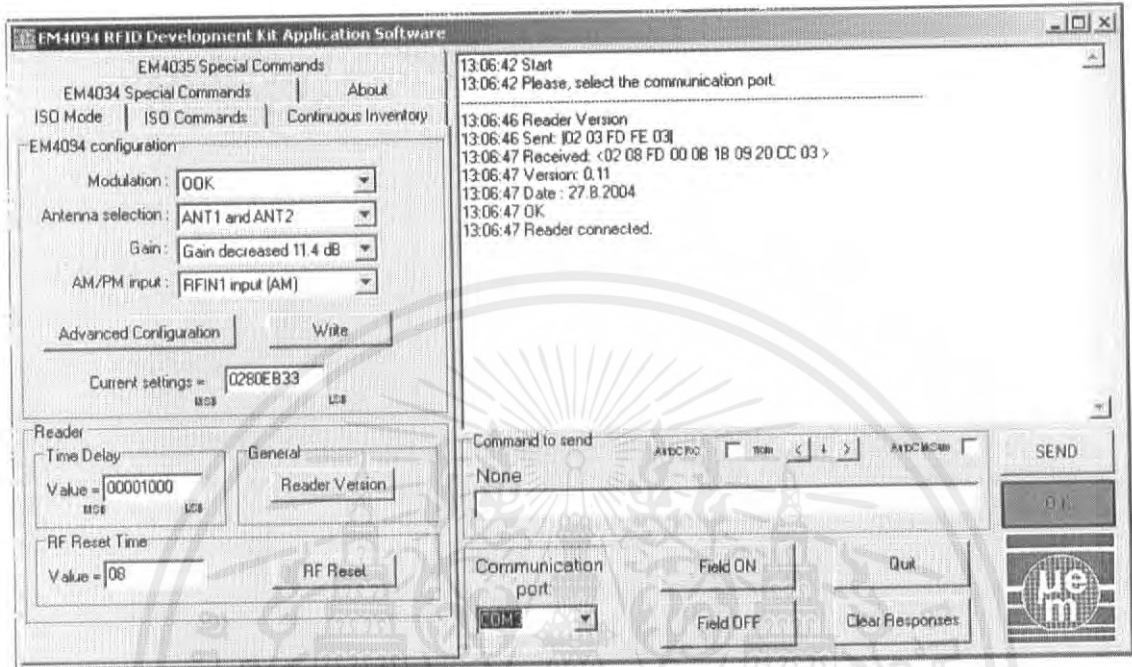 EM4094 RFID Development Kit Application Software
EM4035 Special Commands
EM4034 Special Commands
About
ISO Mode
ISO Commands
Continuous Inventory
EM4094 configuration
Modulation : OOK
Antenna selection : ANT1 and ANT2
Gain : Gain decreased 11.4 dB
AM/PM input : RFIN1 input (AM)
Advanced Configuration
Write
Current settings = 0280EB33
MSB LSB
Reader
Time Delay
Value = 00001000
MSB LSB
General
Reader Version
RF Reset Time
Value = 08
RF Reset
13:06:42 Start
13:06:42 Please, select the communication port.
13:06:46 Reader Version
13:06:46 Sent: |02 03 FD FE 03|
13:06:47 Received: <02 08 FD 00 0B 1B 09 20 CC 03 >
13:06:47 Version: 0.11
13:06:47 Date : 27.8.2004
13:06:47 OK
13:06:47 Reader connected.
Command to send
None
SEND
OK
Communication
port:
Field ON
Field OFF
Quit
Clear Responses
μem